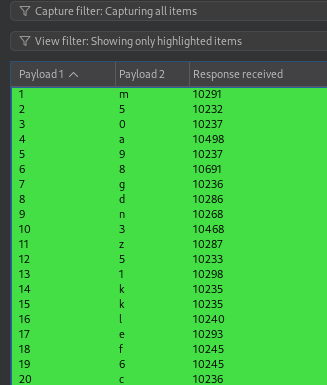 Capture filter: Capturing all items
View filter: Showing only highlighted items
Payload 1 Payload 2 Response received
1 m 10291
2 5 10232
3 0 10237
4 a 10498
5 9 10237
6 8 10691
7 g 10236
8 d 10286
9 n 10268
10 3 10468
11 z 10287
12 5 10233
13 1 10298
14 k 10235
15 k 10235
16 l 10240
17 e 10293
18 f 10245
19 6 10245
20 c 10236